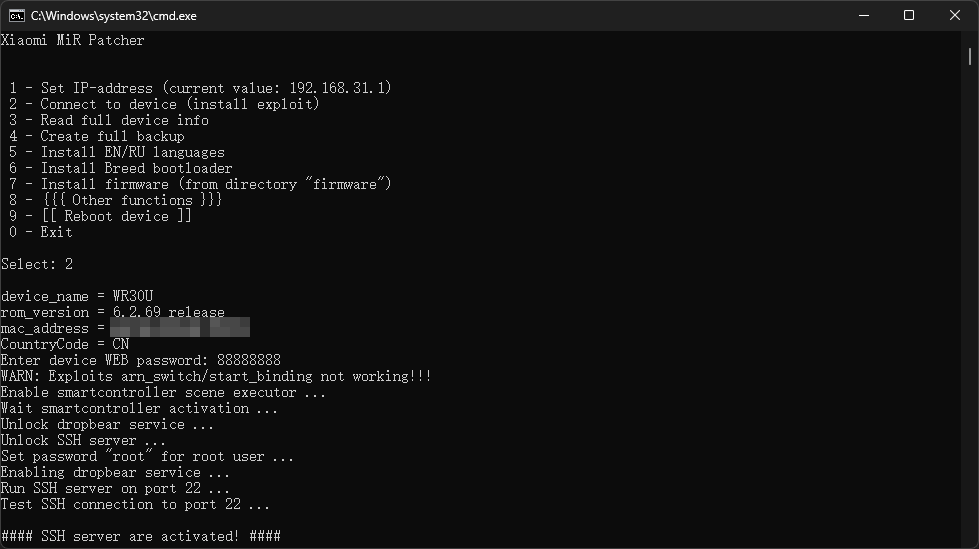 C:\Windows\system32\cmd.exe
Xiaomi MiR Patcher
1 - Set IP-address (current value: 192.168.31.1)
2 - Connect to device (install exploit)
3 - Read full device info
4 - Create full backup
5 - Install EN/RU languages
6 - Install Breed bootloader
7 - Install firmware (from directory "firmware")
8 - {{{ Other functions }}}
9 - [[ Reboot device ]]
0 - Exit
Select: 2
device_name = WR30U
rom_version = 6.2.69 release
mac_address =
CountryCode = CN
Enter device WEB password: 88888888
WARN: Exploits arn_switch/start_binding not working!!!
Enable smartcontroller scene executor ...
Wait smartcontroller activation ...
Unlock dropbear service ...
Unlock SSH server ...
Set password "root" for root user ...
Enabling dropbear service ...
Run SSH server on port 22 ...
Test SSH connection to port 22 ...
#### SSH server are activated! ####